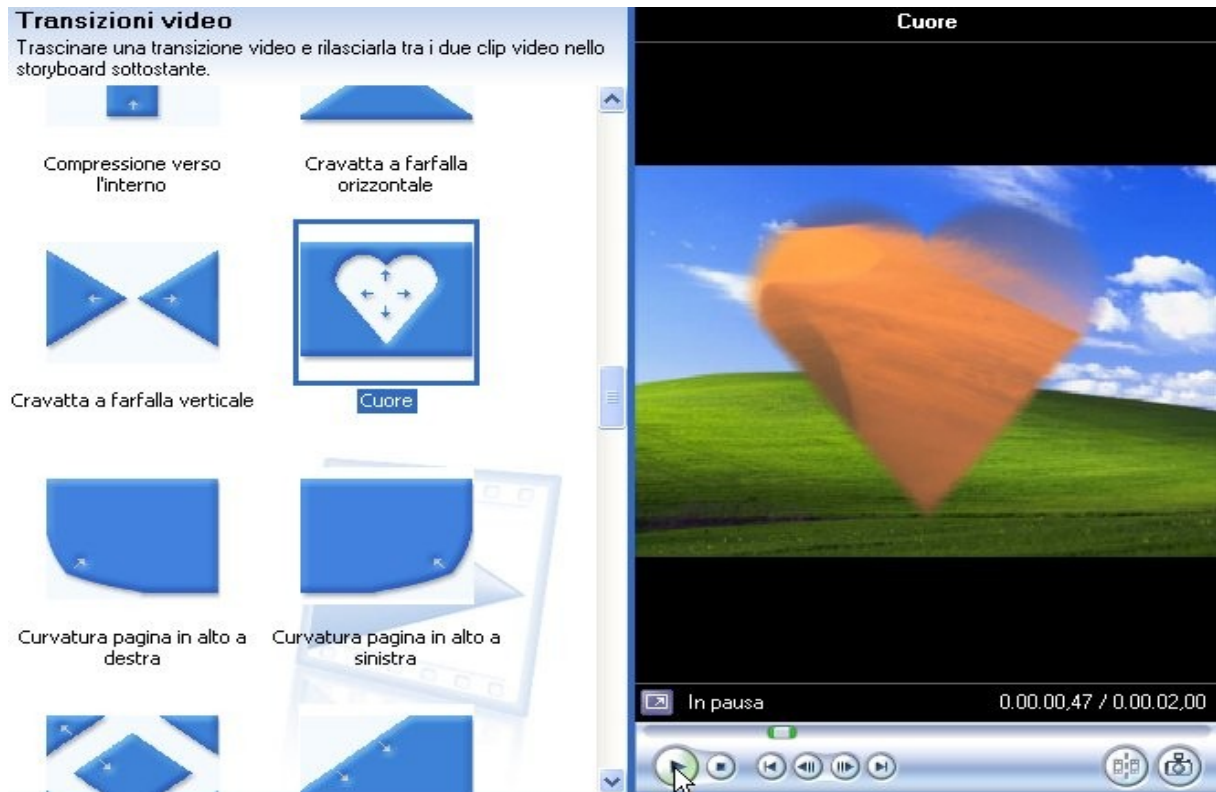 Transizioni video
Trascinare una transizione video e rilasciarla tra i due clip video nello
storyboard sottostante.
Compressione verso
l'interno
Cravatta a farfalla
orizzontale
Cravatta a farfalla verticale
Cuore
Curvatura pagina in alto a
destra
Curvatura pagina in alto a
sinistra
Cuore
In pausa
0.00.00,47 / 0.00.02,00